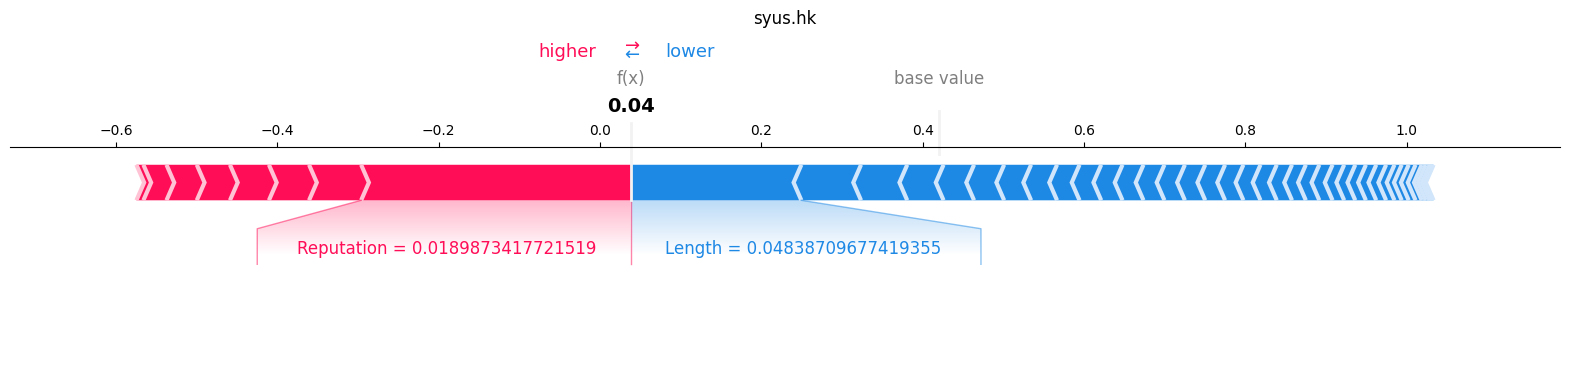 syus.hk
higher → ← lower
f(x) base value
0.04
−0.6 −0.4 −0.2 0.0 0.2 0.4 0.6 0.8 1.0
Reputation = 0.0189873417721519 Length = 0.04838709677419355